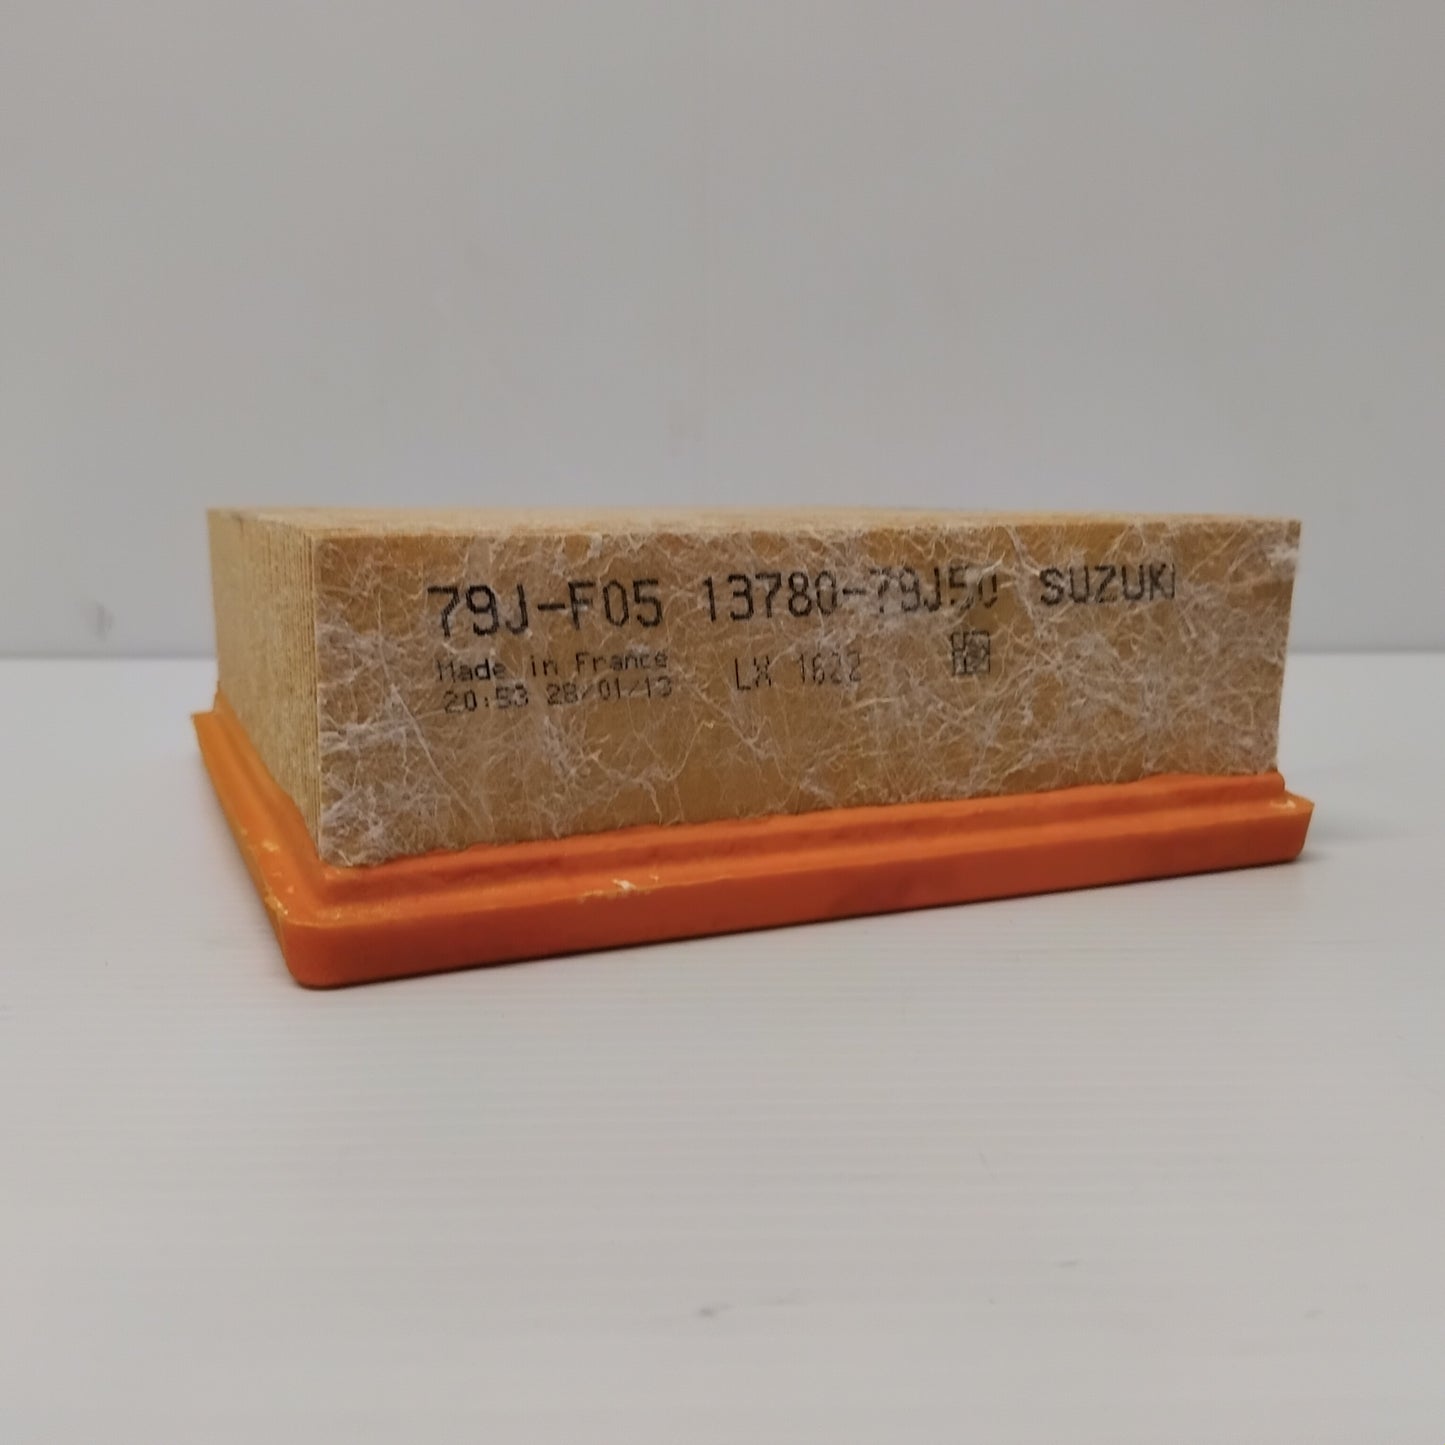 79J-F05 13780-79J50 SUZUKI
Made in France LX 1622
20:53 28/01/13